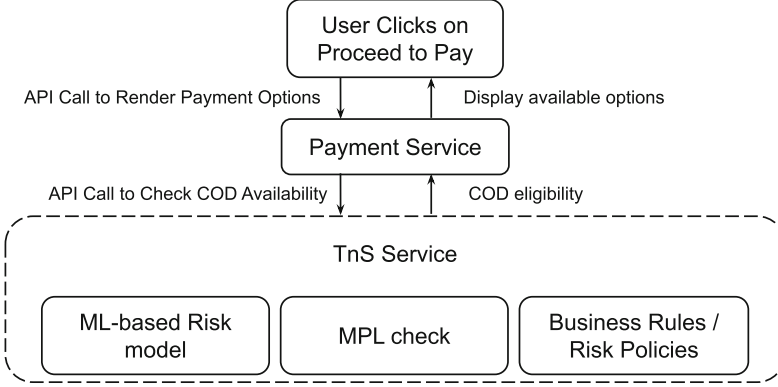 User Clicks on
Proceed to Pay
API Call to Render Payment Options
Display available options
Payment Service
API Call to Check COD Availability
COD eligibility
TnS Service
ML-based Risk
model
MPL check
Business Rules /
Risk Policies